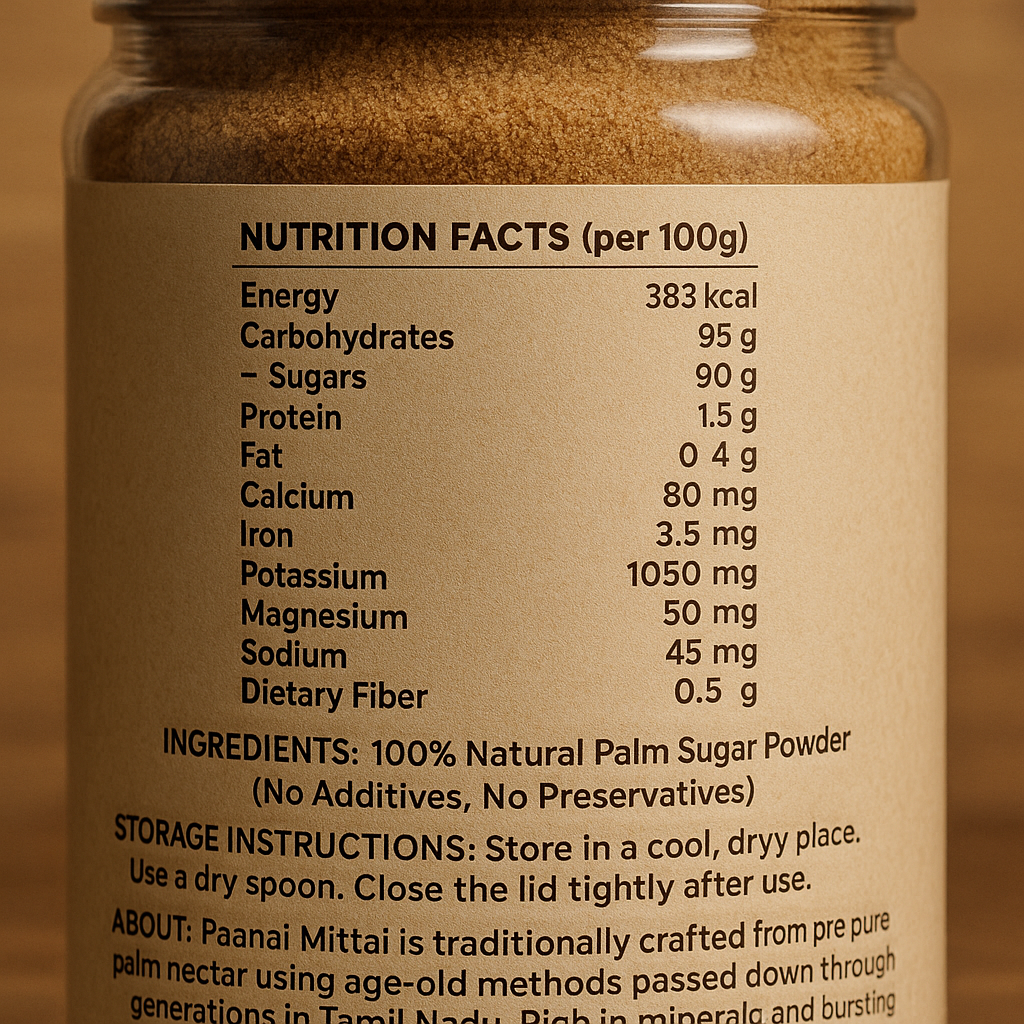 NUTRITION FACTS (per 100g)
Energy 383 kcal
Carbohydrates 95 g
– Sugars 90 g
Protein 1.5 g
Fat 0 4 g
Calcium 80 mg
Iron 3.5 mg
Potassium 1050 mg
Magnesium 50 mg
Sodium 45 mg
Dietary Fiber 0.5 g
INGREDIENTS: 100% Natural Palm Sugar Powder
(No Additives, No Preservatives)
STORAGE INSTRUCTIONS: Store in a cool, dryy place.
Use a dry spoon. Close the lid tightly after use.
ABOUT: Paanai Mittai is traditionally crafted from pre pure
palm nectar using age-old methods passed down through
generations in Tamil Nadu. in and bursting